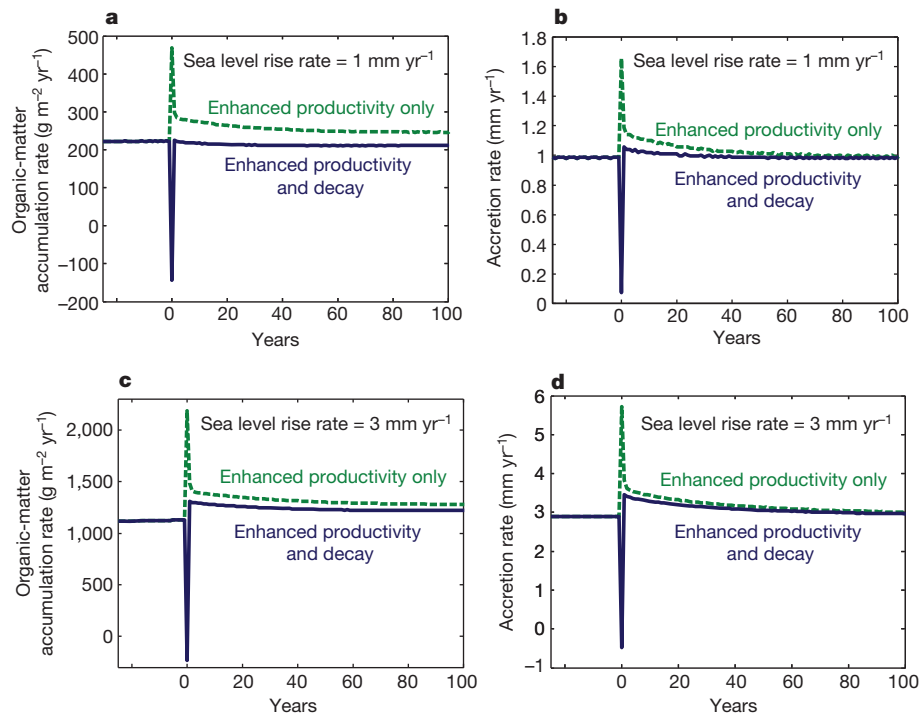 a
Organic-matter
accumulation rate (g m⁻² yr⁻¹)
500
400
300
200
100
0
−100
−200
Sea level rise rate = 1 mm yr⁻¹
Enhanced productivity only
Enhanced productivity
and decay
0 20 40 60 80 100
Years
b
Accretion rate (mm yr⁻¹)
1.8
1.6
1.4
1.2
1
0.8
0.6
0.4
0.2
0
Sea level rise rate = 1 mm yr⁻¹
Enhanced productivity only
Enhanced productivity
and decay
0 20 40 60 80 100
Years
c
Organic-matter
accumulation rate (g m⁻² yr⁻¹)
2,000
1,500
1,000
500
0
Sea level rise rate = 3 mm yr⁻¹
Enhanced productivity only
Enhanced productivity
and decay
0 20 40 60 80 100
Years
d
Accretion rate (mm yr⁻¹)
6
5
4
3
2
1
0
−1
Sea level rise rate = 3 mm yr⁻¹
Enhanced productivity only
Enhanced productivity
and decay
0 20 40 60 80 100
Years